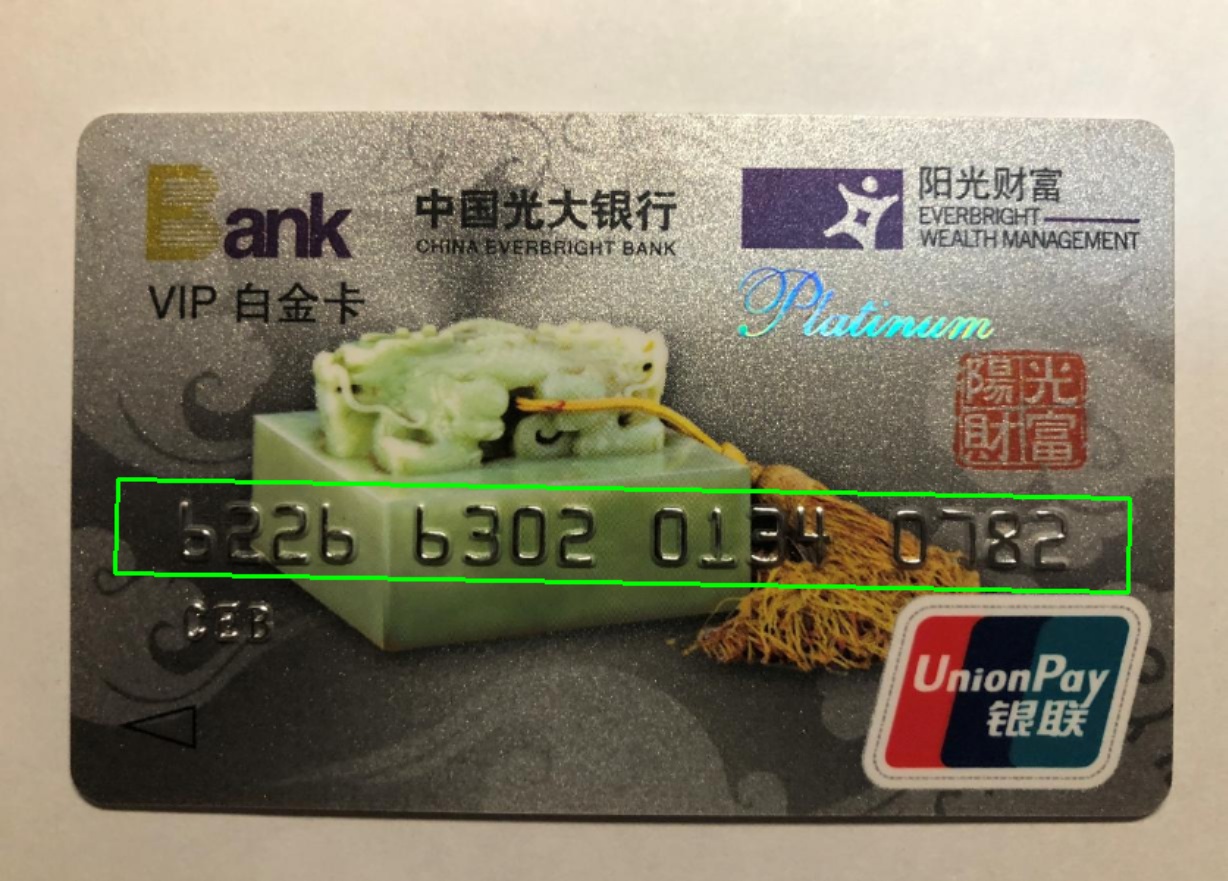 Bank
中国光大银行
CHINA EVERBRIGHT BANK
阳光财富
EVERBRIGHT
WEALTH MANAGEMENT
VIP 白金卡
Platinum
陽光
財富
6226 6302 0134 0782
CEB
UnionPay
银联